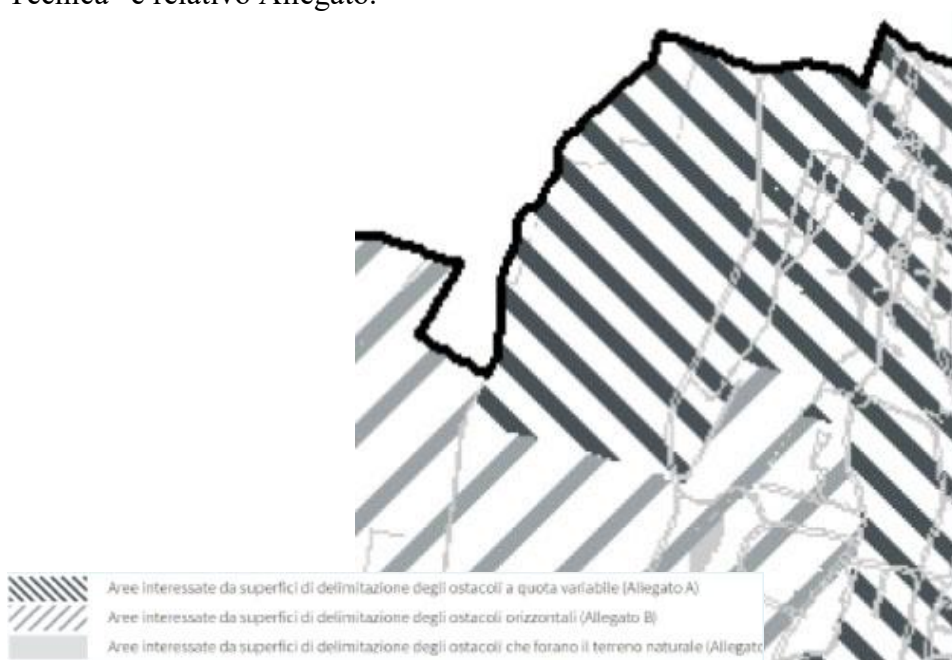 Tecnica" e relativo Allegato.
Aree interessate da superfici di delimitazione degli ostacoli a quota variabile (Allegato A)
Aree interessate da superfici di delimitazione degli ostacoli orizzontali (Allegato B)
Aree interessate da superfici di delimitazione degli ostacoli che forano il terreno naturale (Allegato